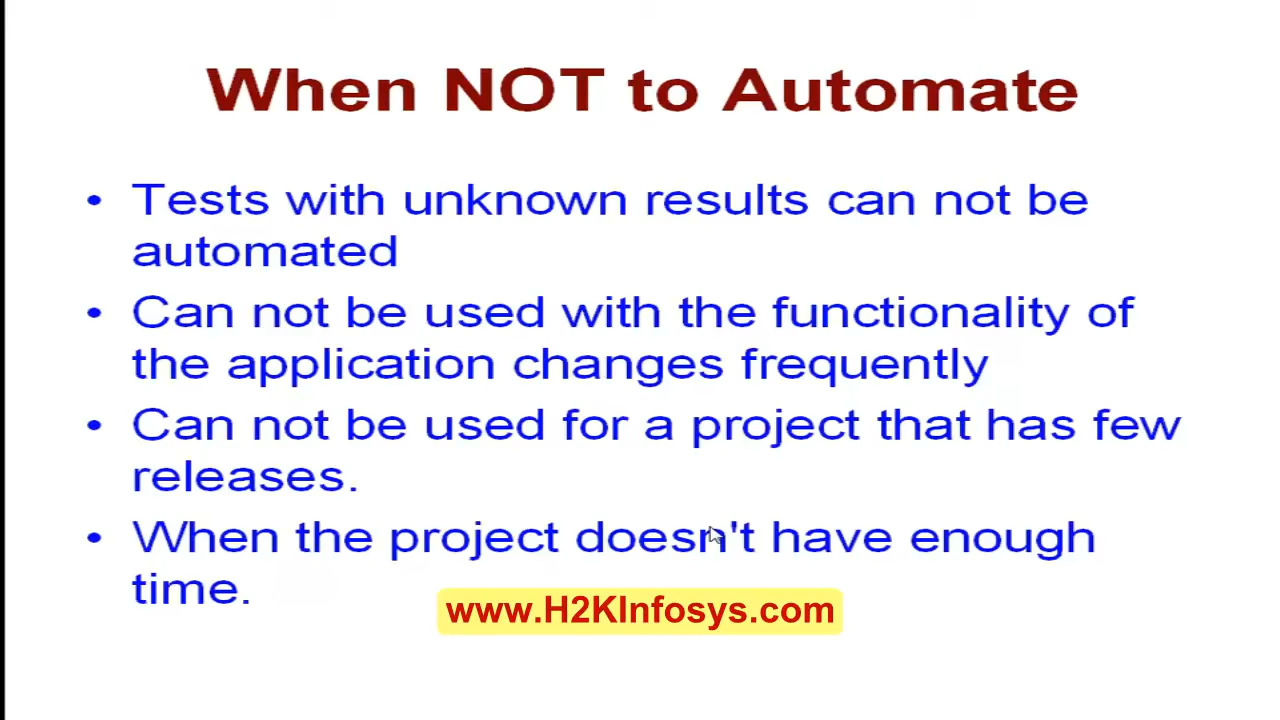 When NOT to Automate
• Tests with unknown results can not be
automated
• Can not be used with the functionality of
the application changes frequently
• Can not be used for a project that has few
releases.
• When the project doesn't have enough
time.
www.H2KInfosys.com